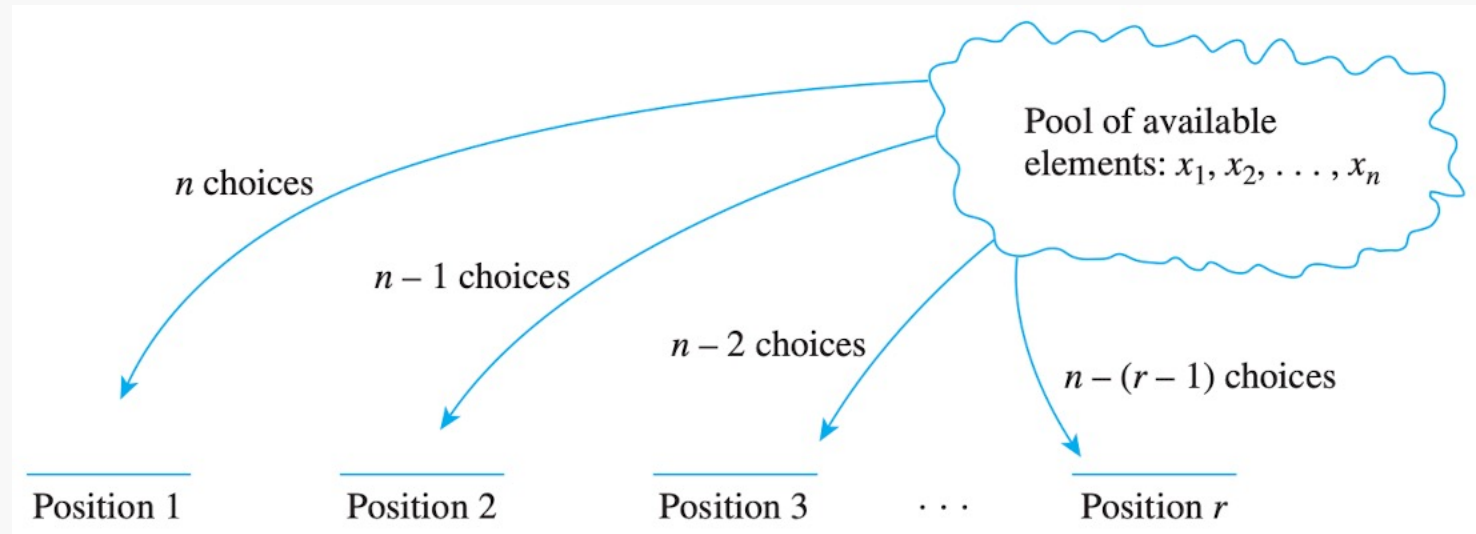 Pool of available
elements: x₁, x₂, . . . , xₙ
n choices
n – 1 choices
n – 2 choices
n – (r – 1) choices
Position 1 Position 2 Position 3 . . . Position r